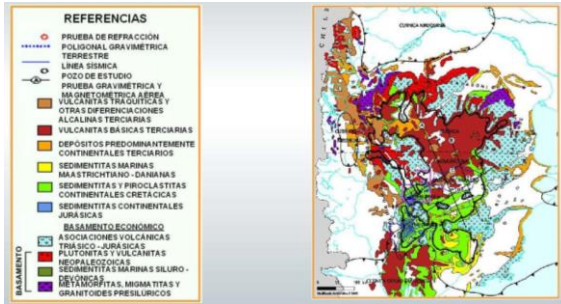 REFERENCIAS
PRUEBA DE REFRACCIÓN
POLIGONAL GRAVIMÉTRICA
TERRESTRE
LÍNEA SÍSMICA
POZO DE ESTUDIO
PRUEBA GRAVIMÉTRICA Y
MAGNETOMÉTRICA AÉREA
VULCANITAS TRAQUÍTICAS Y
OTRAS DIFERENCIACIONES
ALCALINAS TERCIARIAS
VULCANITAS BÁSICAS TERCIARIAS
DEPÓSITOS PREDOMINANTEMENTE
CONTINENTALES TERCIARIOS
SEDIMENTITAS MARINAS
MAASTRICHTIANO - DANIANAS
SEDIMENTITAS Y PIROCLASTITAS
CONTINENTALES CRETÁCICAS
SEDIMENTITAS CONTINENTALES
JURÁSICAS
BASAMENTO ECONÓMICO
ASOCIACIONES VOLCÁNICAS
TRIÁSICO - JURÁSICAS
PLUTONITAS Y VULCANITAS
NEOPALEOZOICAS
SEDIMENTITAS MARINAS SILURO -
DEVÓNICAS
METAMORFITAS, MIGMATITAS Y
GRANITOIDES PRESILÚRICOS
BASAMENTO
CHILE
CUENCA NEUQUINA